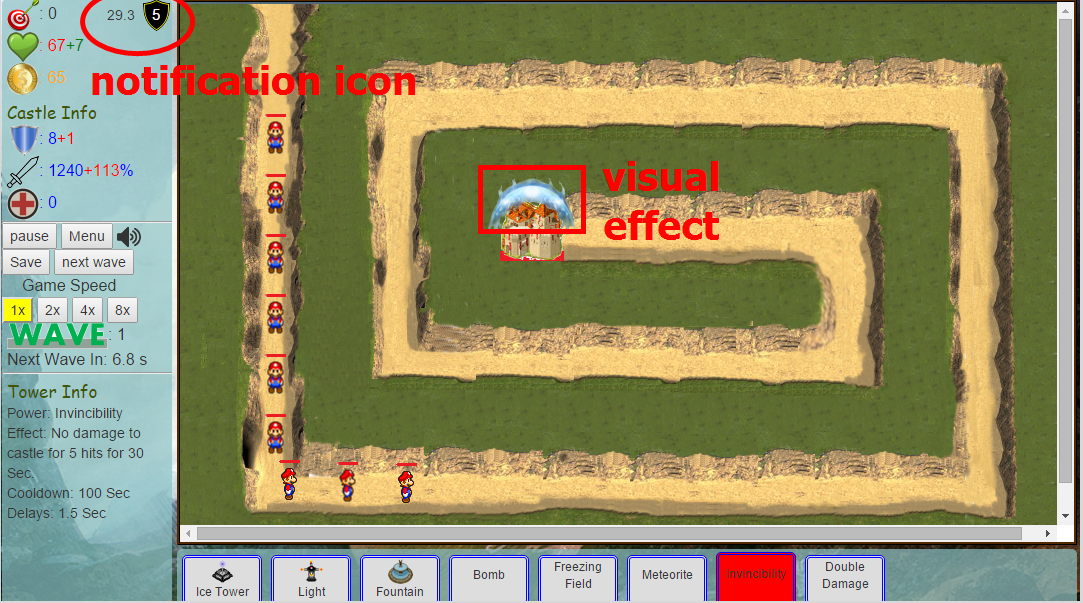 : 0
29.3
5
: 67+7
65
notification icon
Castle Info
: 8+1
: 1240+113%
: 0
pause
Menu
Save
next wave
Game Speed
1x
2x
4x
8x
WAVE : 1
Next Wave In: 6.8 s
Tower Info
Power: Invincibility
Effect: No damage to
castle for 5 hits for 30
Sec.
Cooldown: 100 Sec
Delays: 1.5 Sec
visual
effect
Ice Tower
Light
Fountain
Bomb
Freezing
Field
Meteorite
Invincibility
Double
Damage